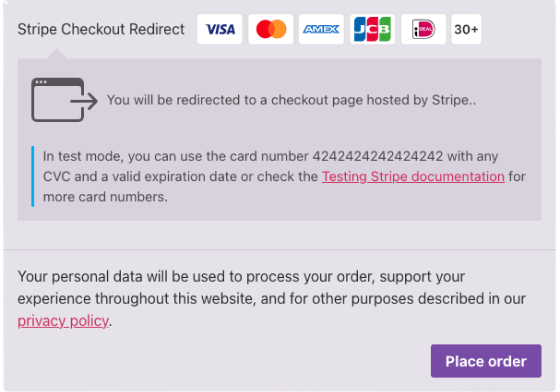 Stripe Checkout Redirect VISA AMEX JCB iDEAL 30+
You will be redirected to a checkout page hosted by Stripe..
In test mode, you can use the card number 4242424242424242 with any
CVC and a valid expiration date or check the Testing Stripe documentation for
more card numbers.
Your personal data will be used to process your order, support your
experience throughout this website, and for other purposes described in our
privacy policy.
Place order